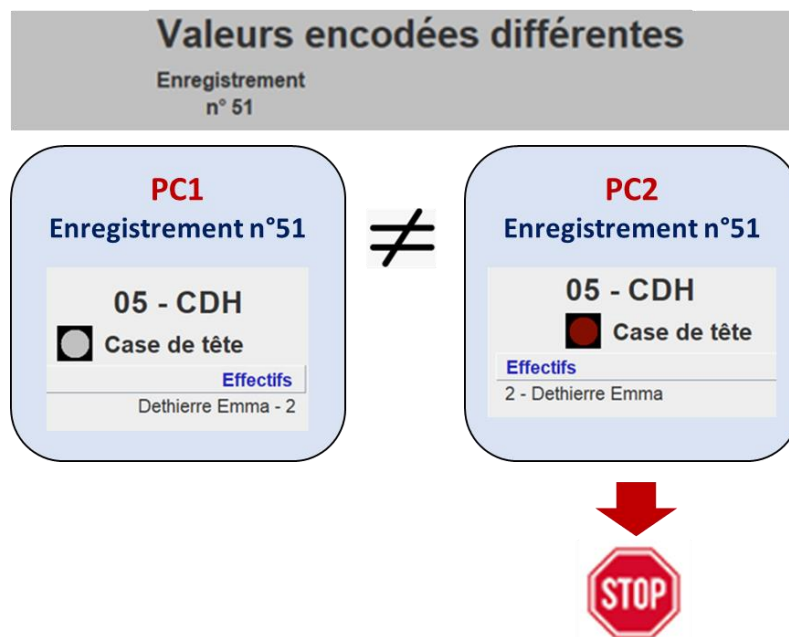 Valeurs encodées différentes
Enregistrement
n° 51
PC1
Enregistrement n°51
05 - CDH
Case de tête
Effectifs
Dethierre Emma - 2
≠
PC2
Enregistrement n°51
05 - CDH
Case de tête
Effectifs
2 - Dethierre Emma
STOP